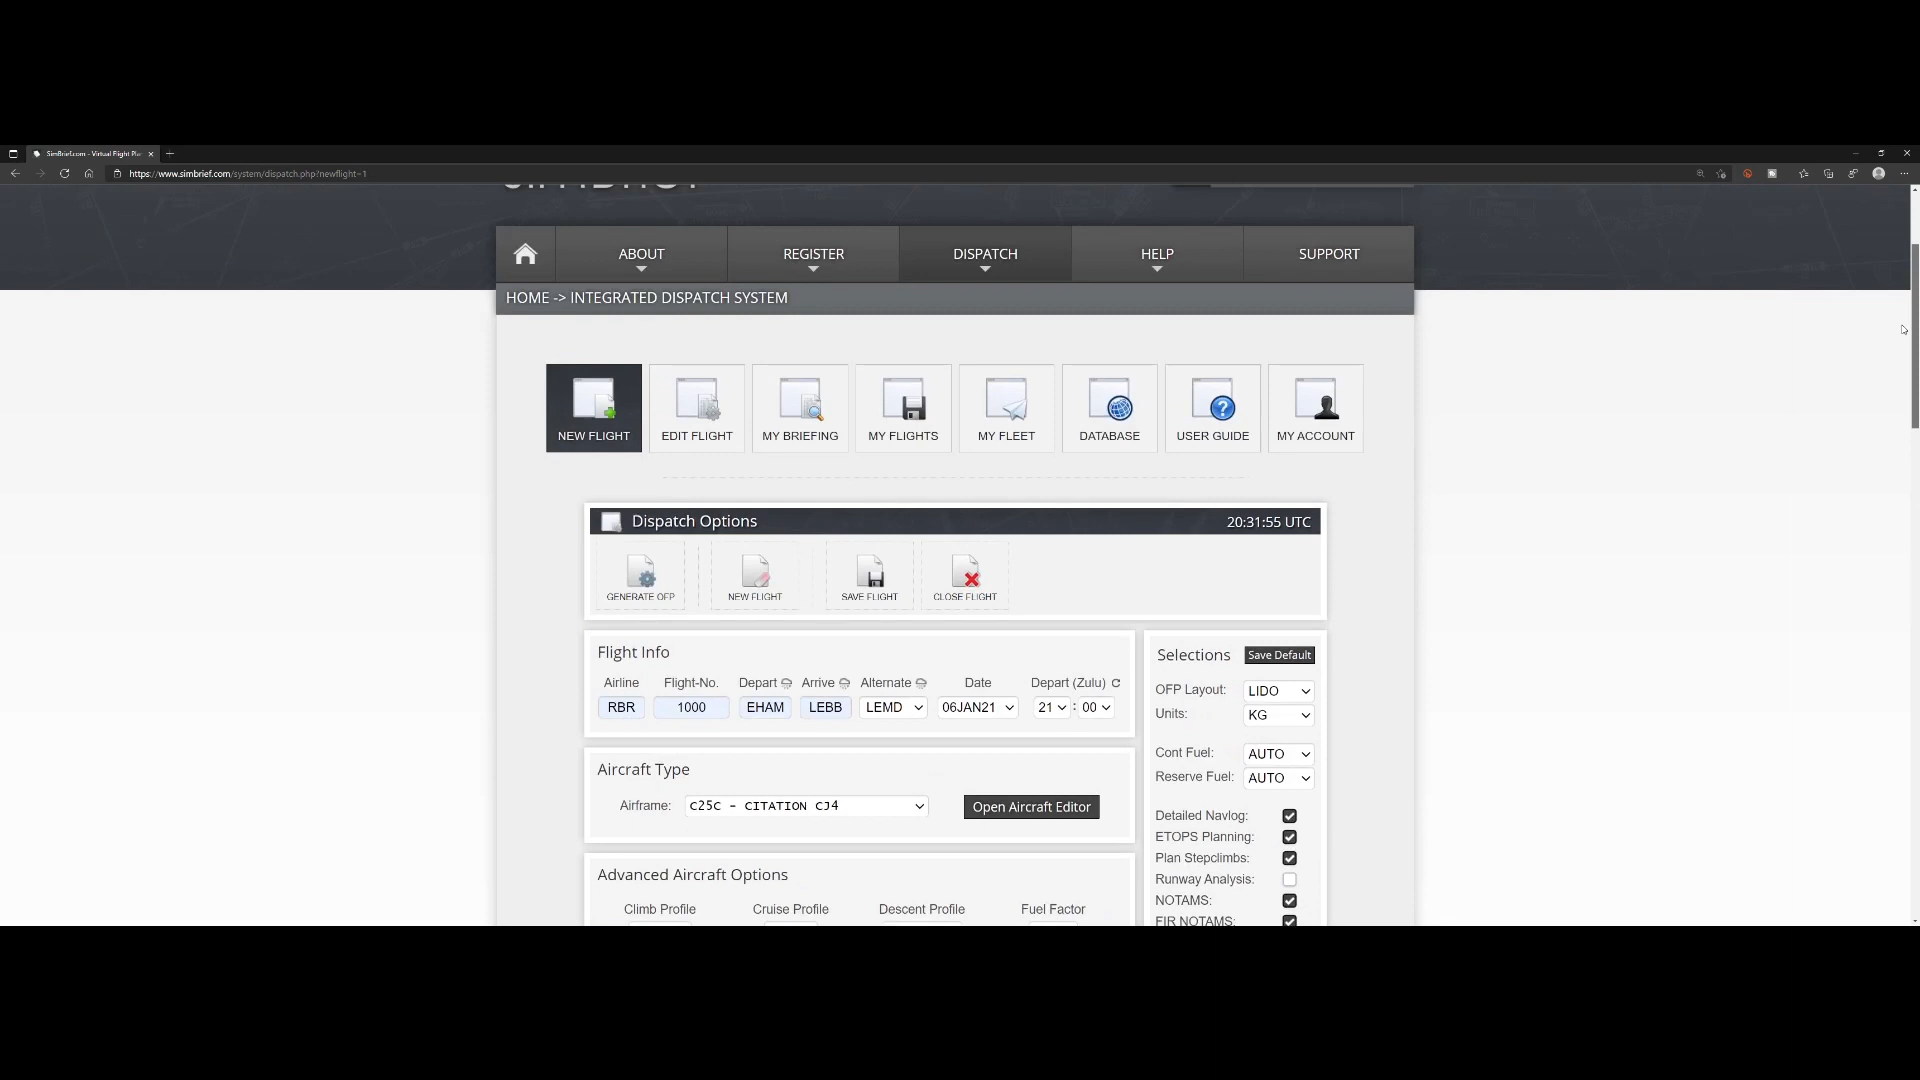 SimBrief.com - Virtual Flight Pla
https://www.simbrief.com/system/dispatch.php?newflight=1
ABOUT REGISTER DISPATCH HELP SUPPORT
HOME -> INTEGRATED DISPATCH SYSTEM
NEW FLIGHT EDIT FLIGHT MY BRIEFING MY FLIGHTS MY FLEET DATABASE USER GUIDE MY ACCOUNT
Dispatch Options 20:31:55 UTC
GENERATE OFP NEW FLIGHT SAVE FLIGHT CLOSE FLIGHT
Flight Info
Airline Flight-No. Depart Arrive Alternate Date Depart (Zulu)
RBR 1000 EHAM LEBB LEMD 06JAN21 21 : 00
Aircraft Type
Airframe: C25C - CITATION CJ4 Open Aircraft Editor
Advanced Aircraft Options
Climb Profile Cruise Profile Descent Profile Fuel Factor
Selections Save Default
OFP Layout: LIDO
Units: KG
Cont Fuel: AUTO
Reserve Fuel: AUTO
Detailed Navlog:
ETOPS Planning:
Plan Stepclimbs:
Runway Analysis:
NOTAMS:
FIR NOTAMS: